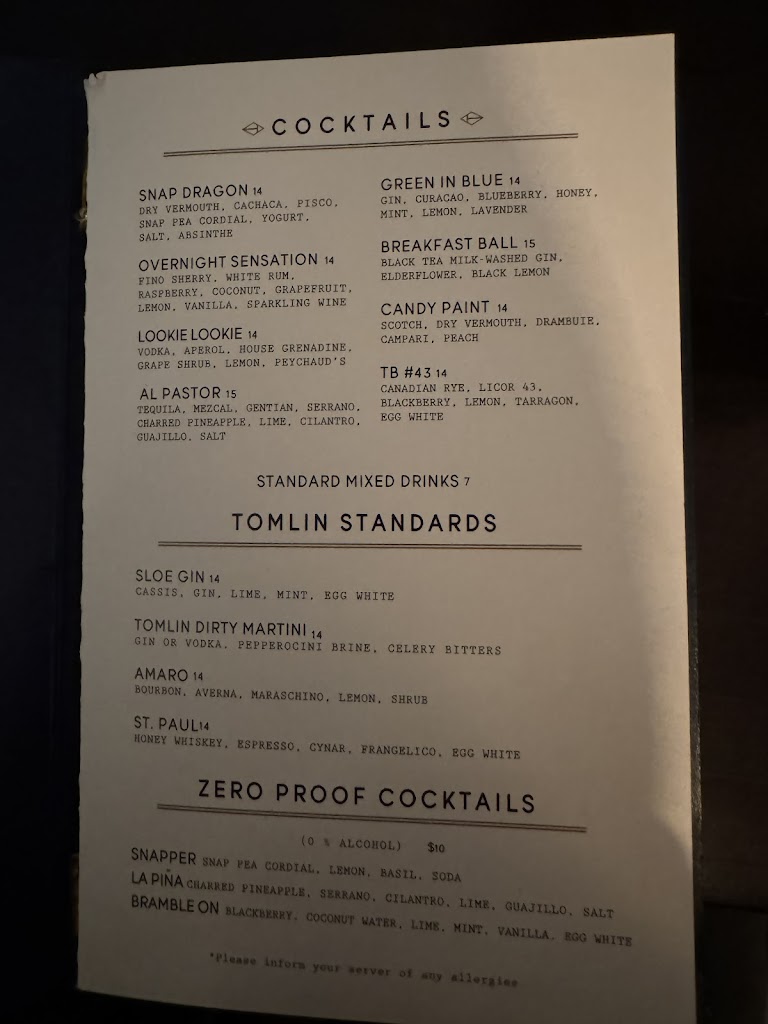 COCKTAILS
SNAP DRAGON 14
DRY VERMOUTH, CACHACA, PISCO,
SNAP PEA CORDIAL, YOGURT,
SALT, ABSINTHE
OVERNIGHT SENSATION 14
FINO SHERRY, WHITE RUM,
RASPBERRY, COCONUT, GRAPEFRUIT,
LEMON, VANILLA, SPARKLING WINE
LOOKIE LOOKIE 14
VODKA, APEROL, HOUSE GRENADINE,
GRAPE SHRUB, LEMON, PEYCHAUD'S
AL PASTOR 15
TEQUILA, MEZCAL, GENTIAN, SERRANO,
CHARRED PINEAPPLE, LIME, CILANTRO,
GUAJILLO, SALT
GREEN IN BLUE 14
GIN, CURACAO, BLUEBERRY, HONEY,
MINT, LEMON, LAVENDER
BREAKFAST BALL 15
BLACK TEA MILK-WASHED GIN,
ELDERFLOWER, BLACK LEMON
CANDY PAINT 14
SCOTCH, DRY VERMOUTH, DRAMBUIE,
CAMPARI, PEACH
TB #43 14
CANADIAN RYE, LICOR 43,
BLACKBERRY, LEMON, TARRAGON,
EGG WHITE
STANDARD MIXED DRINKS 7
TOMLIN STANDARDS
SLOE GIN 14
CASSIS, GIN, LIME, MINT, EGG WHITE
TOMLIN DIRTY MARTINI 14
GIN OR VODKA. PEPPEROCINI BRINE, CELERY BITTERS
AMARO 14
BOURBON, AVERNA, MARASCHINO, LEMON, SHRUB
ST. PAUL 14
HONEY WHISKEY, ESPRESSO, CYNAR, FRANGELICO, EGG WHITE
ZERO PROOF COCKTAILS
(0 % ALCOHOL) $10
SNAPPER SNAP PEA CORDIAL, LEMON, BASIL, SODA
LA PIÑA CHARRED PINEAPPLE, SERRANO, CILANTRO, LIME, GUAJILLO, SALT
BRAMBLE ON BLACKBERRY, COCONUT WATER, LIME, MINT, VANILLA. EGG WHITE
*Please inform your server of any allergies